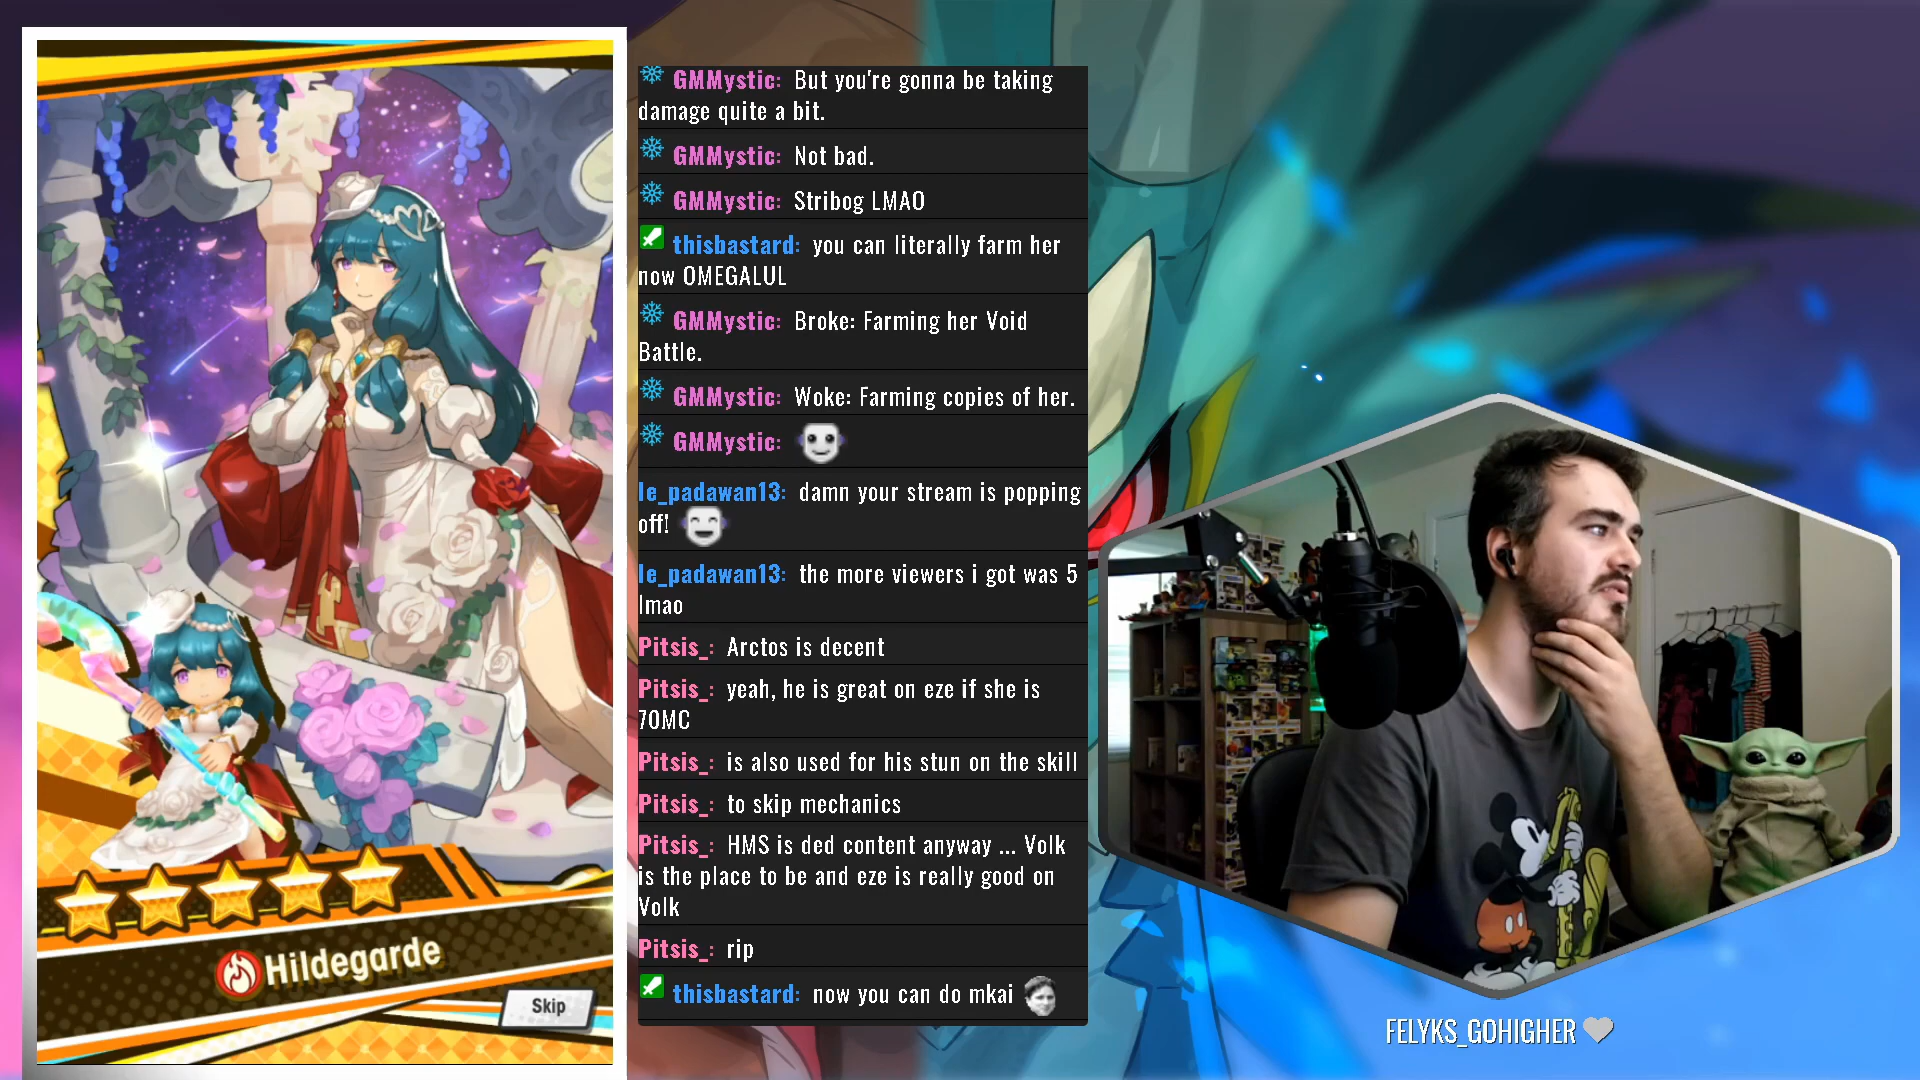 GMMystic: But you're gonna be taking
damage quite a bit.
GMMystic: Not bad.
GMMystic: Stribog LMAO
thisbastard: you can literally farm her
now OMEGALUL
GMMystic: Broke: Farming her Void
Battle.
GMMystic: Woke: Farming copies of her.
GMMystic:
le_padawan13: damn your stream is popping
off!
le_padawan13: the more viewers i got was 5
lmao
Pitsis_: Arctos is decent
Pitsis_: yeah, he is great on eze if she is
70MC
Pitsis_: is also used for his stun on the skill
Pitsis_: to skip mechanics
Pitsis_: HMS is ded content anyway ... Volk
is the place to be and eze is really good on
Volk
Pitsis_: rip
thisbastard: now you can do mkai
Hildegarde
Skip
FELYKS_GOHIGHER